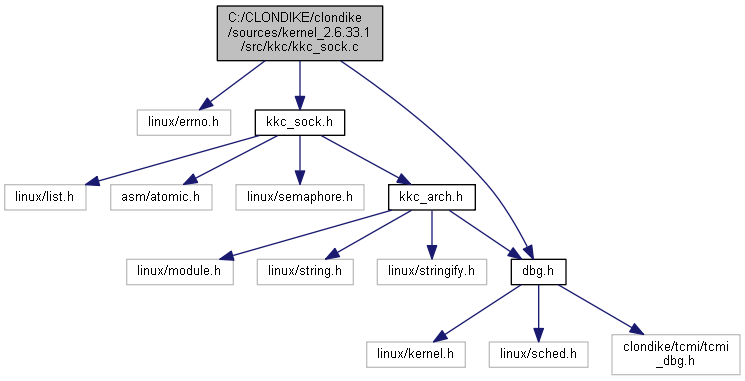 C:/CLONDIKE/clondike
/sources/kernel_2.6.33.1
/src/kkc/kkc_sock.c
linux/errno.h
kkc_sock.h
linux/list.h
asm/atomic.h
linux/semaphore.h
kkc_arch.h
linux/module.h
linux/string.h
linux/stringify.h
dbg.h
linux/kernel.h
linux/sched.h
clondike/tcmi/tcmi
_dbg.h